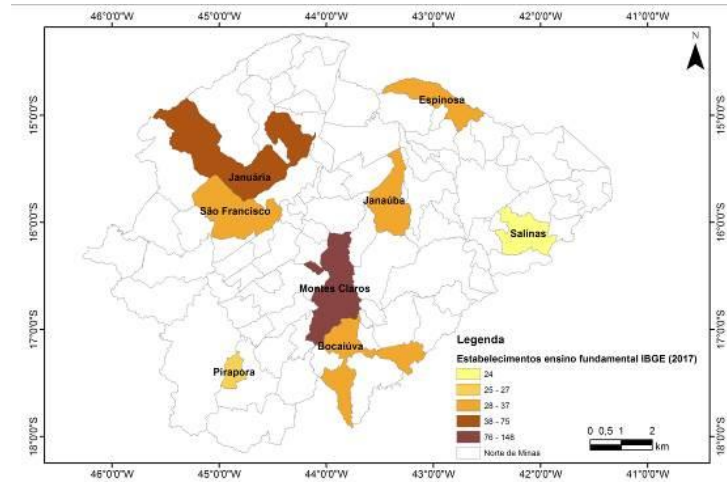 46°0'0"W 45°0'0"W 44°0'0"W 43°0'0"W 42°0'0"W 41°0'0"W
N
15°0'0"S 15°0'0"S
16°0'0"S 16°0'0"S
17°0'0"S 17°0'0"S
18°0'0"S 18°0'0"S
Espinosa
Januária
Janaúba
São Francisco
Salinas
Montes Claros
Bocaiúva
Pirapora
Legenda
Estabelecimentos ensino fundamental IBGE (2017)
24
25 - 27
28 - 37
38 - 75
76 - 148
Norte de Minas
0 0,5 1 2
km
46°0'0"W 45°0'0"W 44°0'0"W 43°0'0"W 42°0'0"W 41°0'0"W